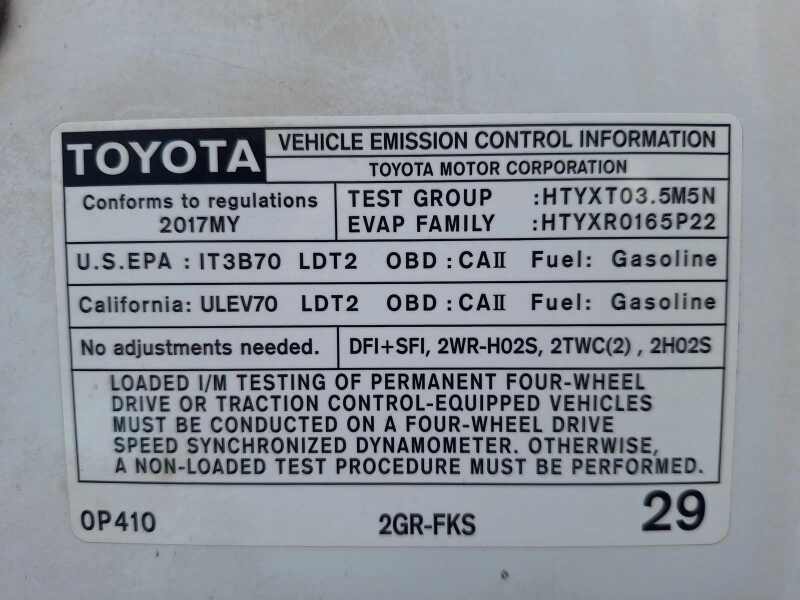 TOYOTA
VEHICLE EMISSION CONTROL INFORMATION
TOYOTA MOTOR CORPORATION
Conforms to regulations
2017MY
TEST GROUP :HTYXT03.5M5N
EVAP FAMILY :HTYXR0165P22
U.S.EPA : IT3B70 LDT2 OBD : CAⅡ Fuel: Gasoline
California: ULEV70 LDT2 OBD : CAⅡ Fuel: Gasoline
No adjustments needed.
DFI+SFI, 2WR-HO2S, 2TWC(2) , 2HO2S
LOADED I/M TESTING OF PERMANENT FOUR-WHEEL
DRIVE OR TRACTION CONTROL-EQUIPPED VEHICLES
MUST BE CONDUCTED ON A FOUR-WHEEL DRIVE
SPEED SYNCHRONIZED DYNAMOMETER. OTHERWISE,
A NON-LOADED TEST PROCEDURE MUST BE PERFORMED.
0P410 2GR-FKS 29